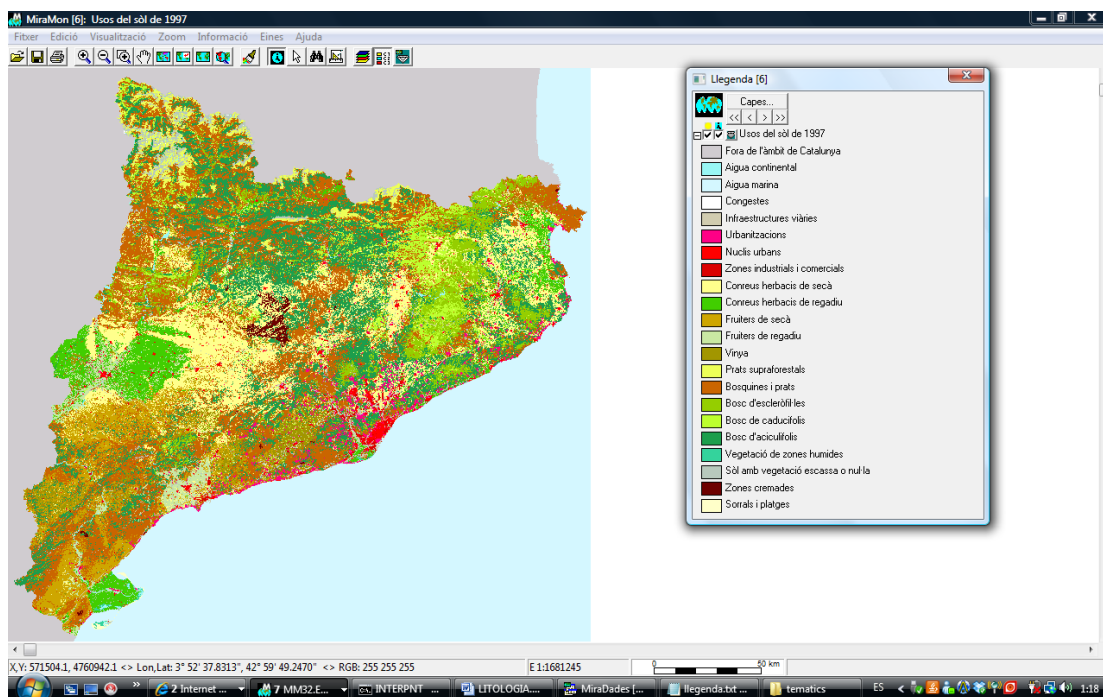 MiraMon [6]: Usos del sòl de 1997
Fitxer Edició Visualització Zoom Informació Eines Ajuda
Llegenda [6]
Capes...
<< < > >>
Usos del sòl de 1997
Fora de l'àmbit de Catalunya
Aigua continental
Aigua marina
Congestes
Infraestructures viàries
Urbanitzacions
Nuclis urbans
Zones industrials i comercials
Conreus herbacis de secà
Conreus herbacis de regadiu
Fruiters de secà
Fruiters de regadiu
Vinya
Prats supraforestals
Bosquines i prats
Bosc d'escleròfil·les
Bosc de caducifolis
Bosc d'aciculifolis
Vegetació de zones humides
Sòl amb vegetació escassa o nul·la
Zones cremades
Sorrals i platges
X,Y: 571504.1, 4760942.1 <> Lon,Lat: 3° 52' 37.8313", 42° 59' 49.2470" <> RGB: 255 255 255 E 1:1681245 0 50 km
» 2 Internet ... 7 MM32.E... INTERPNT ... LITOLOGIA.... MiraDades [... llegenda.txt ... tematics ES < 1:18